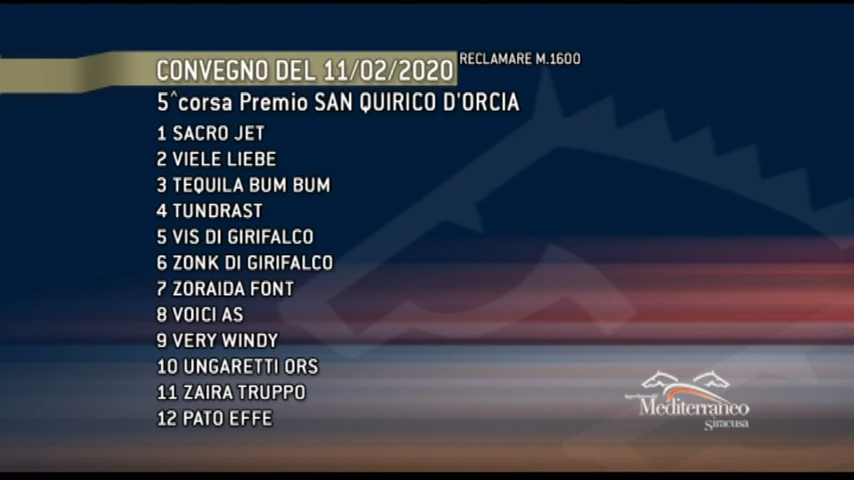 CONVEGNO DEL 11/02/2020 RECLAMARE M.1600
5^corsa Premio SAN QUIRICO D'ORCIA
1 SACRO JET
2 VIELE LIEBE
3 TEQUILA BUM BUM
4 TUNDRAST
5 VIS DI GIRIFALCO
6 ZONK DI GIRIFALCO
7 ZORAIDA FONT
8 VOICI AS
9 VERY WINDY
10 UNGARETTI ORS
11 ZAIRA TRUPPO
12 PATO EFFE
Mediterraneo
Siracusa